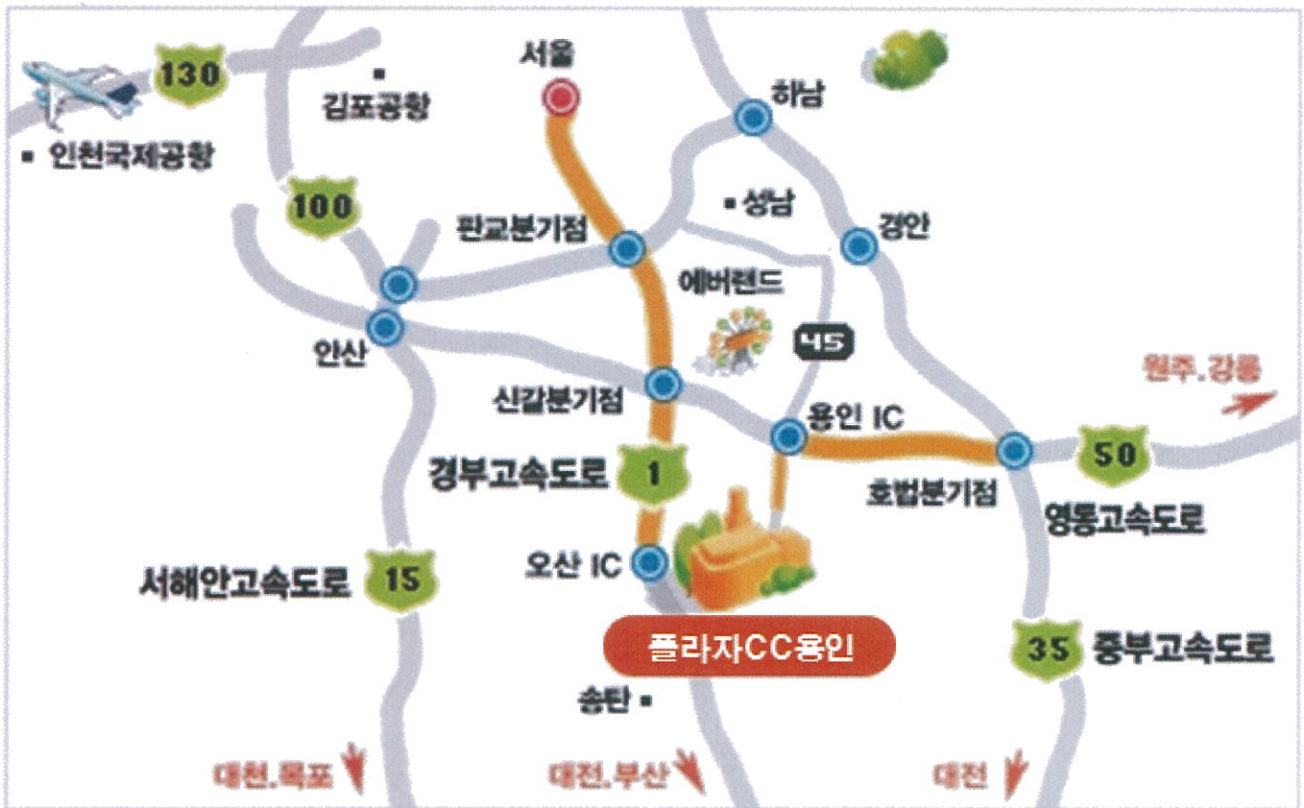 서울
130
김포공항
하남
인천국제공항
100
성남
판교분기점
경안
에버랜드
45
안산
원주.강릉
신갈분기점
용인 IC
경부고속도로
1
50
호법분기점
영동고속도로
오산 IC
서해안고속도로
15
플라자CC용인
35
중부고속도로
송탄
대천.목포
대전.부산
대전